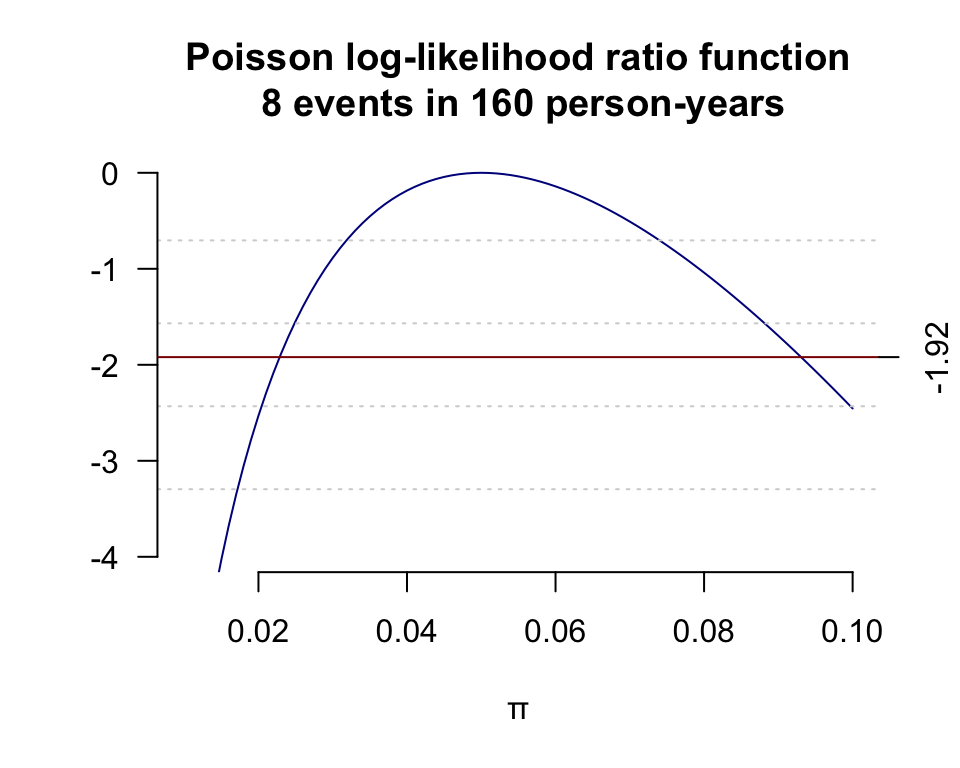 Poisson log-likelihood ratio function
8 events in 160 person-years
0
-1
-2
-3
-4
-1.92
0.02 0.04 0.06 0.08 0.10
π